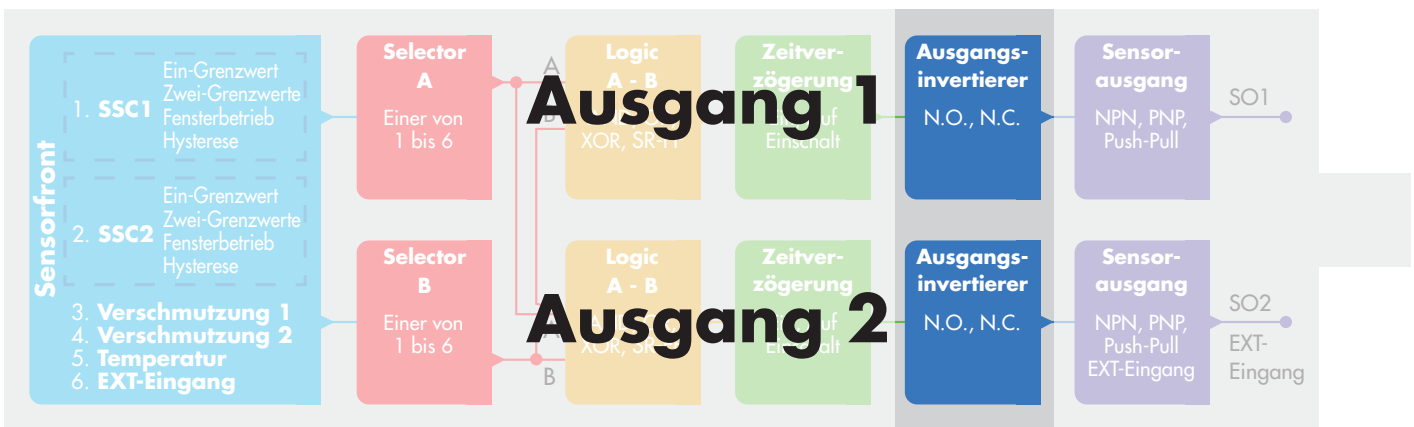 Sensorfront
1. SSC1
Ein-Grenzwert
Zwei-Grenzwerte
Fensterbetrieb
Hysterese
2. SSC2
Ein-Grenzwert
Zwei-Grenzwerte
Fensterbetrieb
Hysterese
3. Verschmutzung 1
4. Verschmutzung 2
5. Temperatur
6. EXT-Eingang
Selector
A
Einer von
1 bis 6
Selector
B
Einer von
1 bis 6
A
B
A
B
Logic
A - B
XOR, SR-FF
Logic
A - B
XOR,
Zeitver-
zögerung
Einschalt
Zeitver-
zögerung
Einschalt
Ausgang 1
Ausgang 2
Ausgangs-
invertierer
N.O., N.C.
Ausgangs-
invertierer
N.O., N.C.
Sensor-
ausgang
NPN, PNP,
Push-Pull
Sensor-
ausgang
NPN, PNP,
Push-Pull
EXT-Eingang
SO1
SO2
EXT-
Eingang